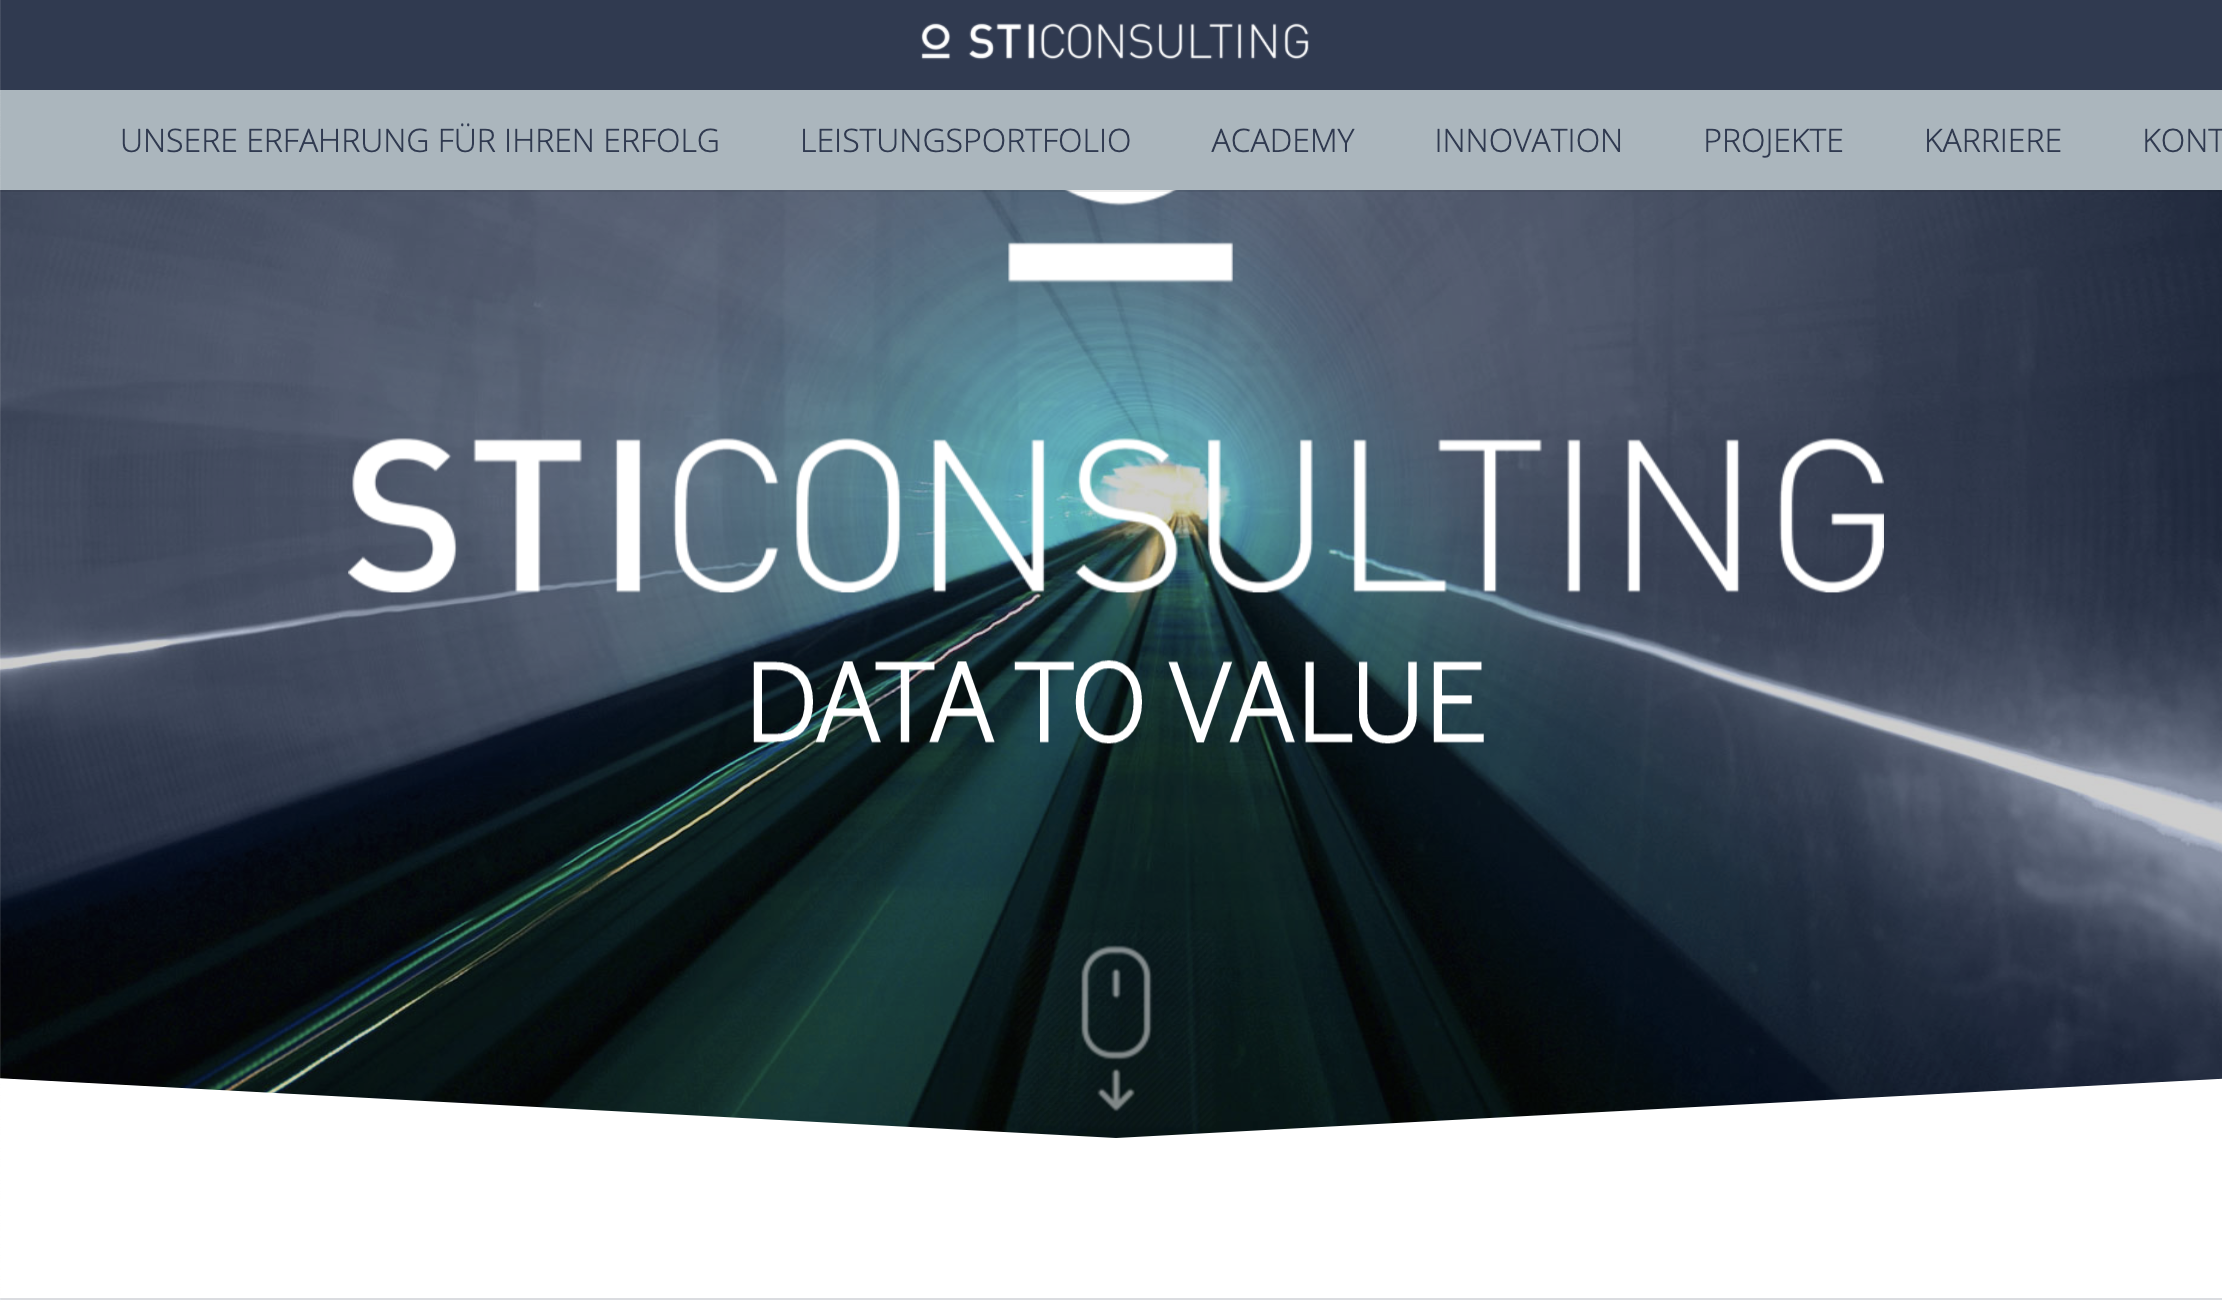 STICONSULTING
UNSERE ERFAHRUNG FÜR IHREN ERFOLG LEISTUNGSPORTFOLIO ACADEMY INNOVATION PROJEKTE KARRIERE KONT
STICONSULTING
DATA TO VALUE